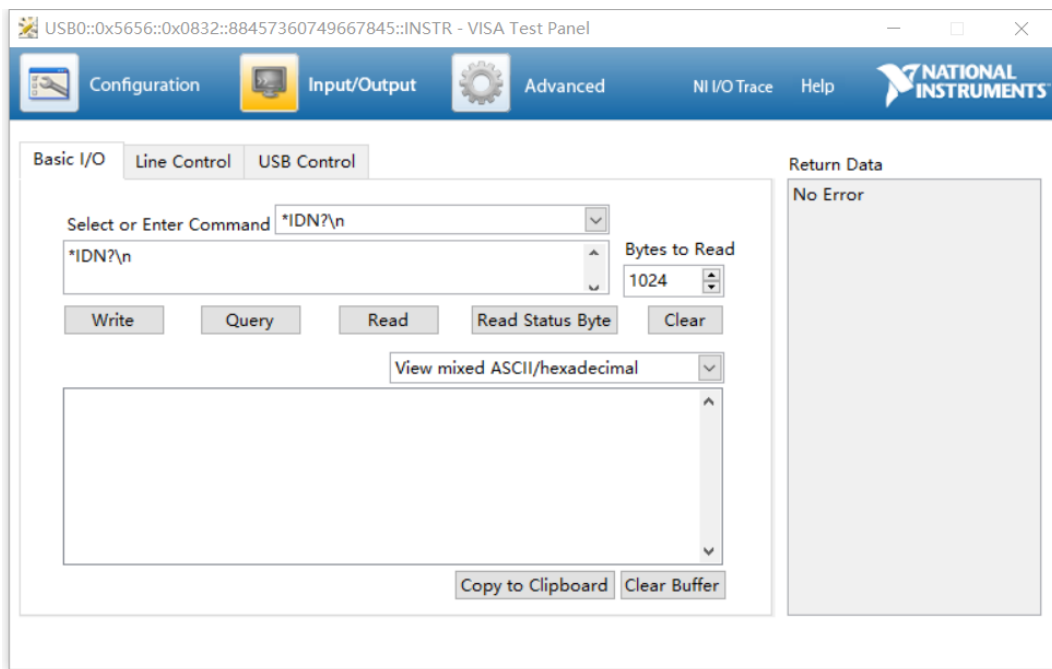 USB0::0x5656::0x0832::88457360749667845::INSTR - VISA Test Panel
Configuration Input/Output Advanced NI I/O Trace Help NATIONAL INSTRUMENTS
Basic I/O Line Control USB Control
Return Data
No Error
Select or Enter Command *IDN?\n
*IDN?\n
Bytes to Read
1024
Write Query Read Read Status Byte Clear
View mixed ASCII/hexadecimal
Copy to Clipboard Clear Buffer